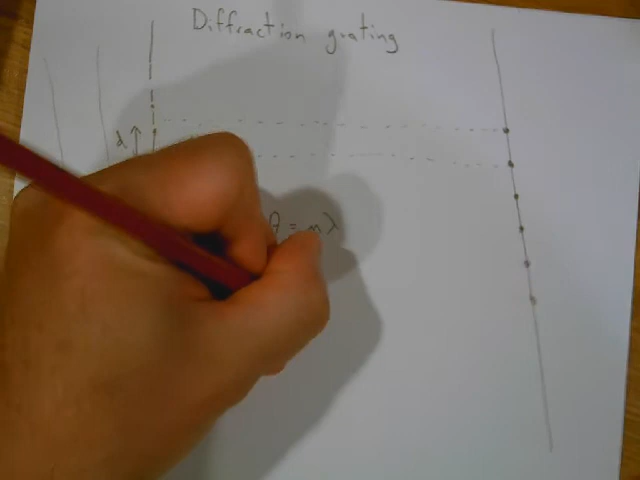 Diffraction grating
d
θ = mλ